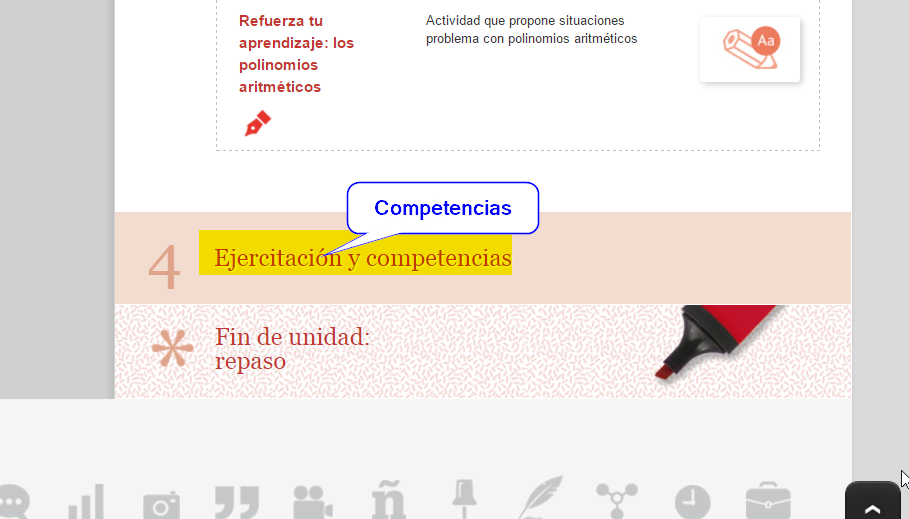 Refuerza tu
aprendizaje: los
polinomios
aritméticos
Actividad que propone situaciones
problema con polinomios aritméticos
Aa
Competencias
4
Ejercitación y competencias
*
Fin de unidad:
repaso
ñ